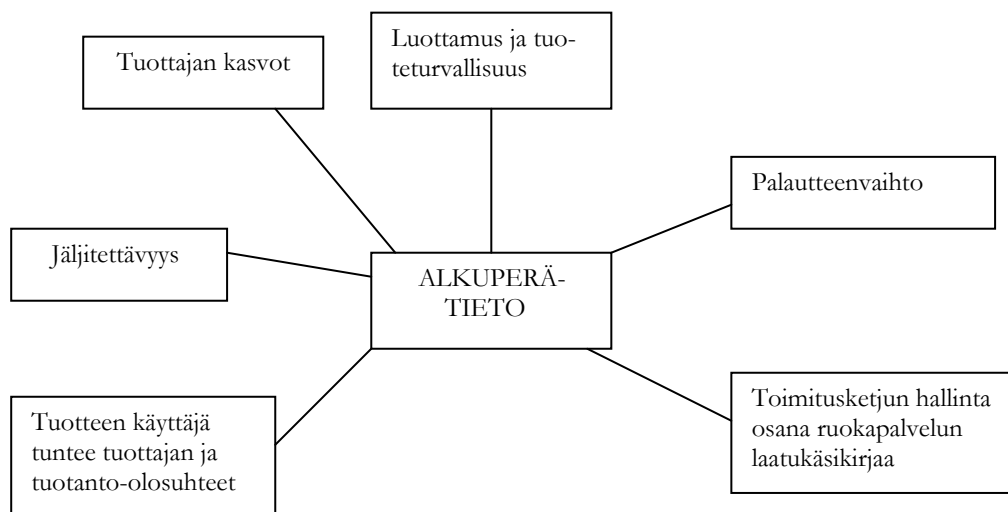 Luottamus ja tuo-
teturvallisuus
Tuottajan kasvot
Palautteenvaihto
Jäljitettävyys
ALKUPERÄ-
TIETO
Toimitusketjun hallinta
osana ruokapalvelun
laatukäsikirjaa
Tuotteen käyttäjä
tuntee tuottajan ja
tuotanto-olosuhteet